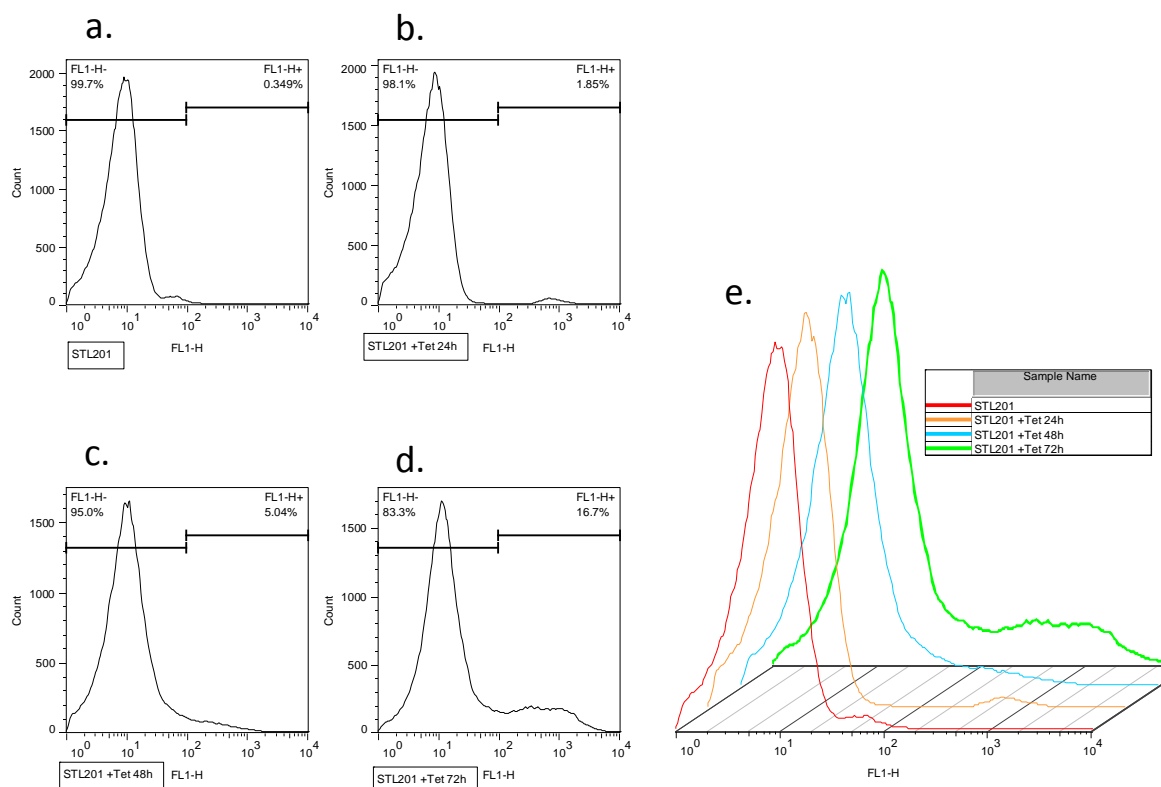 a.
FL1-H-
99.7%
FL1-H+
0.349%
2000
1500
1000
500
0
Count
10^0 10^1 10^2 10^3 10^4
FL1-H
STL201
b.
FL1-H-
98.1%
FL1-H+
1.85%
2000
1500
1000
500
0
Count
10^0 10^1 10^2 10^3 10^4
FL1-H
STL201 +Tet 24h
c.
FL1-H-
95.0%
FL1-H+
5.04%
1500
1000
500
0
Count
10^0 10^1 10^2 10^3 10^4
FL1-H
STL201 +Tet 48h
d.
FL1-H-
83.3%
FL1-H+
16.7%
1500
1000
500
0
Count
10^0 10^1 10^2 10^3 10^4
FL1-H
STL201 +Tet 72h
e.
Sample Name
STL201
STL201 +Tet 24h
STL201 +Tet 48h
STL201 +Tet 72h
10^0 10^1 10^2 10^3 10^4
FL1-H